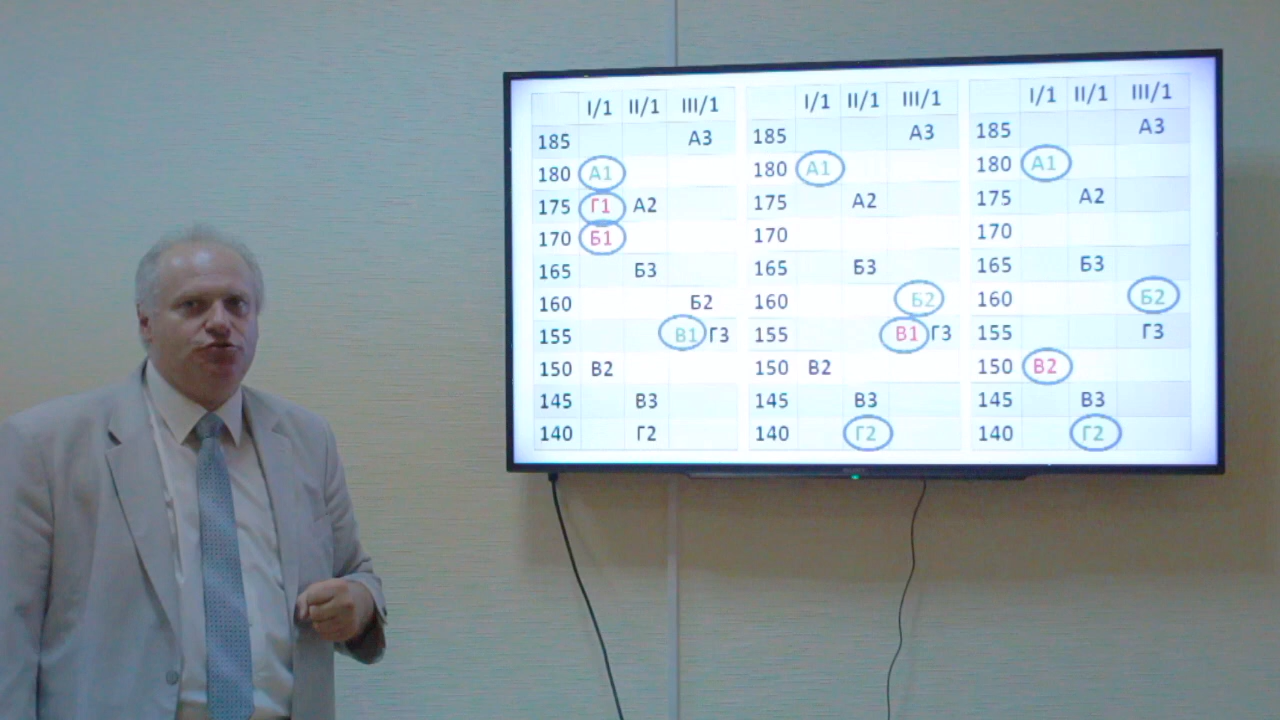 I/1 II/1 III/1
185 А3
180 А1
175 Г1 А2
170 Б1
165 Б3
160 Б2
155 В1 Г3
150 В2
145 В3
140 Г2
I/1 II/1 III/1
185 А3
180 А1
175 А2
170
165 Б3
160 Б2
155 В1 Г3
150 В2
145 В3
140 Г2
I/1 II/1 III/1
185 А3
180 А1
175 А2
170
165 Б3
160 Б2
155 Г3
150 В2
145 В3
140 Г2